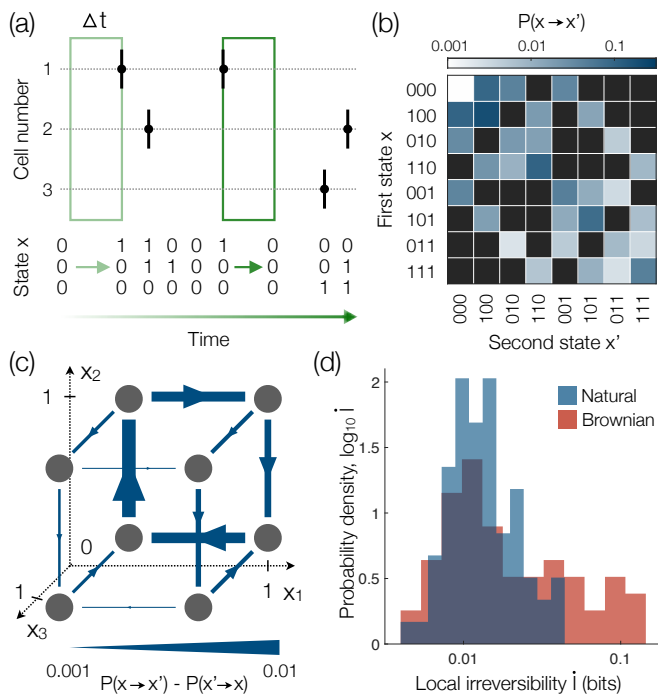 (a)
Δt
Cell number
1
2
3
State x
0 1 1 0 0 1 0 0 0
0 0 1 1 0 0 0 0 1
0 0 0 0 0 0 0 1 1
Time
(b)
P(x→x')
0.001 0.01 0.1
First state x
000
100
010
110
001
101
011
111
000 100 010 110 001 101 011 111
Second state x'
(c)
x₂
1
0
1
x₁
1
x₃
0.001 0.01
P(x→x') - P(x'→x)
(d)
Natural
Brownian
Probability density, log₁₀ İ
2
1.5
1
0.5
0
0.01 0.1
Local irreversibility İ (bits)